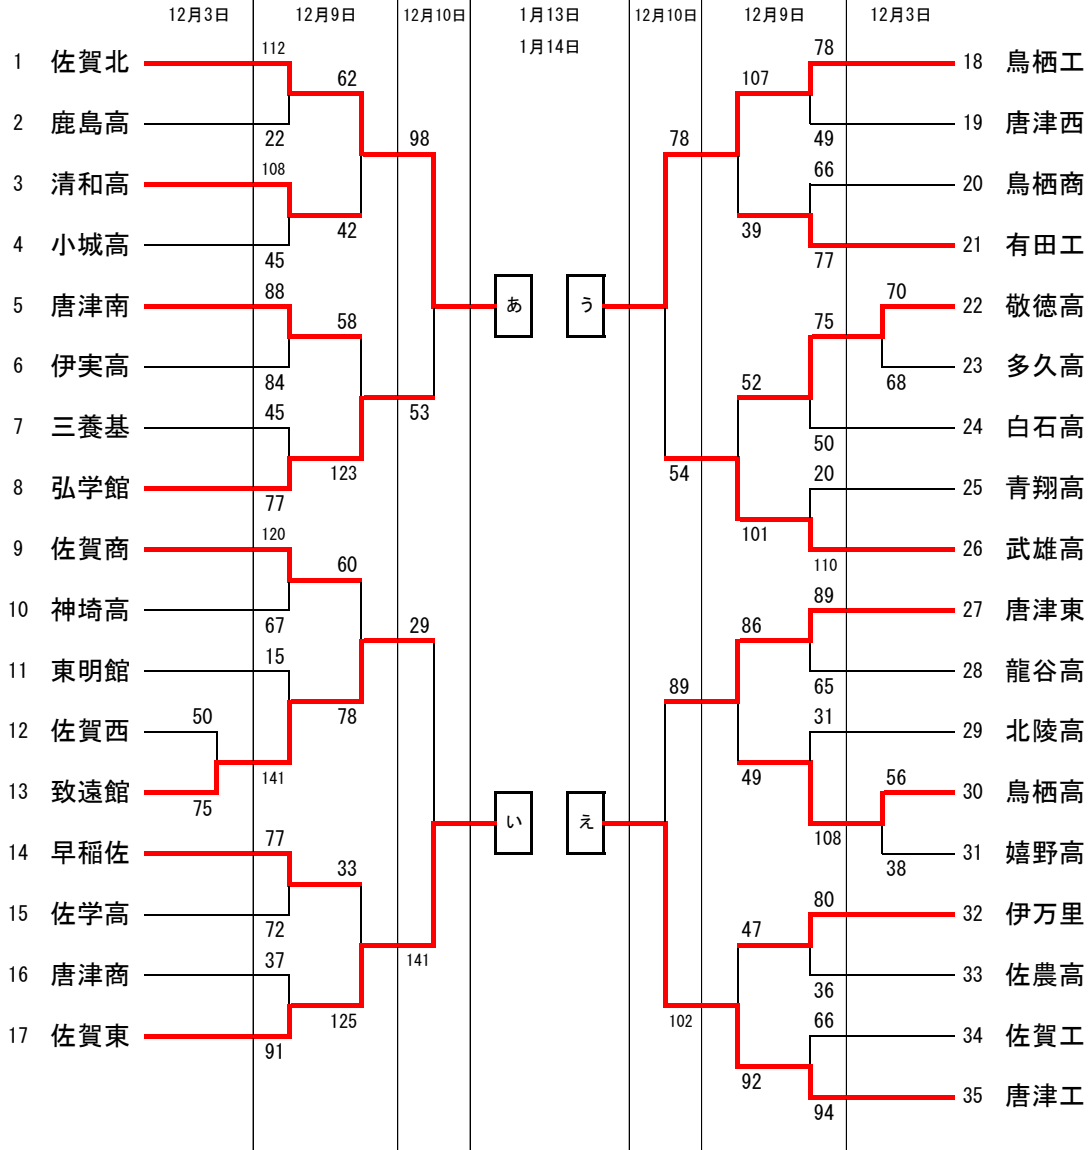 12月3日 12月9日 12月10日 1月13日 12月10日 12月9日 12月3日
1月14日
1 佐賀北 112
62
2 鹿島高 22
98
3 清和高 108
42
4 小城高 45
5 唐津南 88
58
6 伊実高 84
53
7 三養基 45
123
8 弘学館 77
9 佐賀商 120
60
10 神埼高 67
29
11 東明館 15
78
12 佐賀西 50
141
13 致遠館 75
14 早稲佐 77
33
15 佐学高 72
141
16 唐津商 37
125
17 佐賀東 91
あ う
い え
78 18 鳥栖工
107
49 19 唐津西
78
66 20 鳥栖商
39
77 21 有田工
70 22 敬徳高
75
68 23 多久高
52
50 24 白石高
54
20 25 青翔高
101
110 26 武雄高
89 27 唐津東
86
65 28 龍谷高
89
31 29 北陵高
49
56 30 鳥栖高
108
38 31 嬉野高
80 32 伊万里
47
36 33 佐農高
102
66 34 佐賀工
92
94 35 唐津工